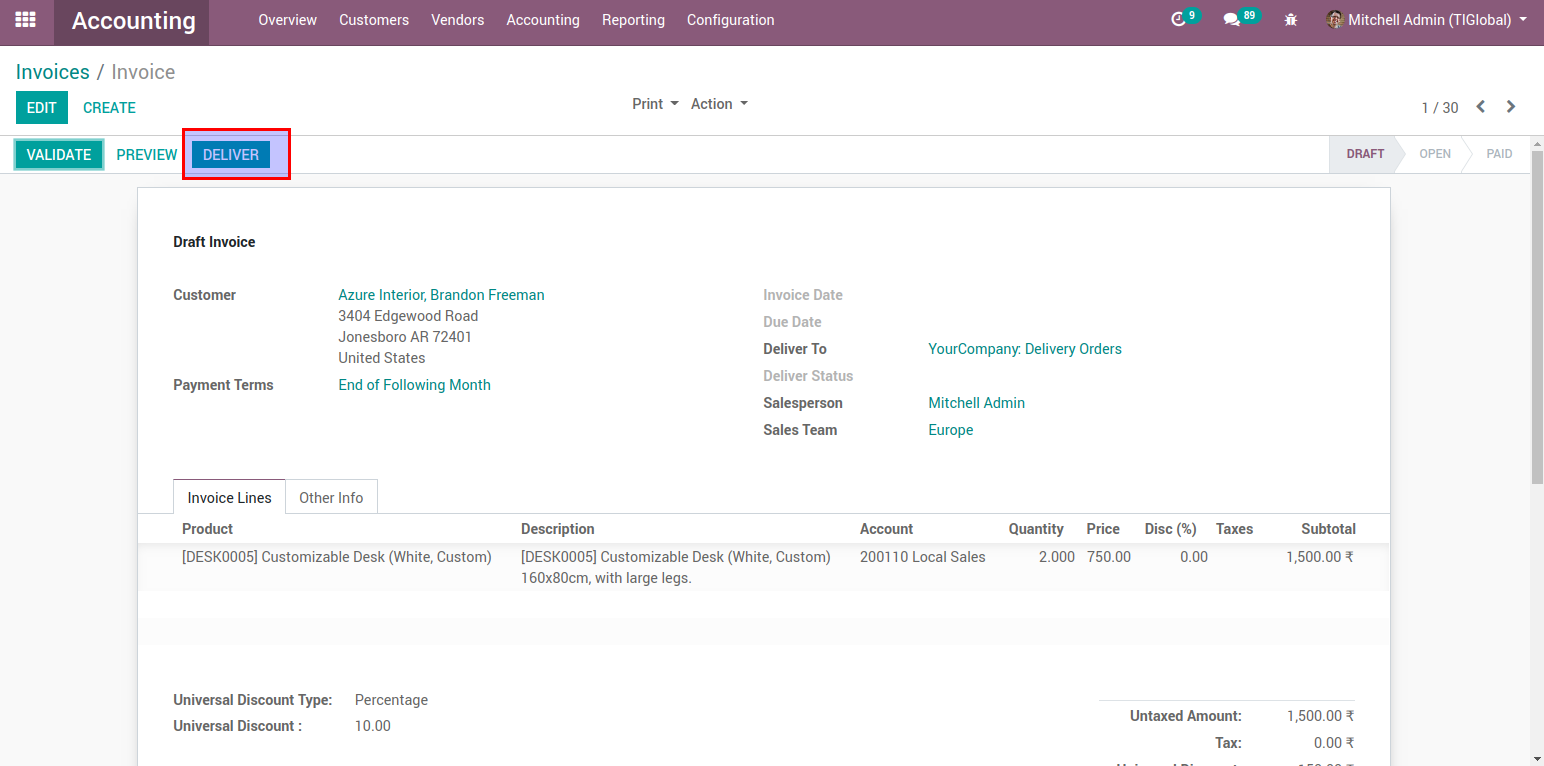 Accounting Overview Customers Vendors Accounting Reporting Configuration 9 89 Mitchell Admin (TIGlobal)
Invoices / Invoice
EDIT CREATE Print Action 1 / 30
VALIDATE PREVIEW DELIVER DRAFT OPEN PAID
Draft Invoice
Customer Azure Interior, Brandon Freeman Invoice Date
3404 Edgewood Road
Due Date
Jonesboro AR 72401
Deliver To YourCompany: Delivery Orders
United States
Deliver Status
Payment Terms End of Following Month
Salesperson Mitchell Admin
Sales Team Europe
Invoice Lines Other Info
Product Description Account Quantity Price Disc (%) Taxes Subtotal
[DESK0005] Customizable Desk (White, Custom) [DESK0005] Customizable Desk (White, Custom) 200110 Local Sales 2.000 750.00 0.00 1,500.00 ₹
160x80cm, with large legs.
Universal Discount Type: Percentage
Untaxed Amount: 1,500.00 ₹
Universal Discount : 10.00
Tax: 0.00 ₹